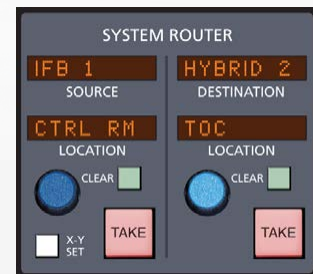 SYSTEM ROUTER
IFB 1
SOURCE
CTRL RM
LOCATION
CLEAR
X-Y
SET
TAKE
HYBRID 2
DESTINATION
TOC
LOCATION
CLEAR
TAKE